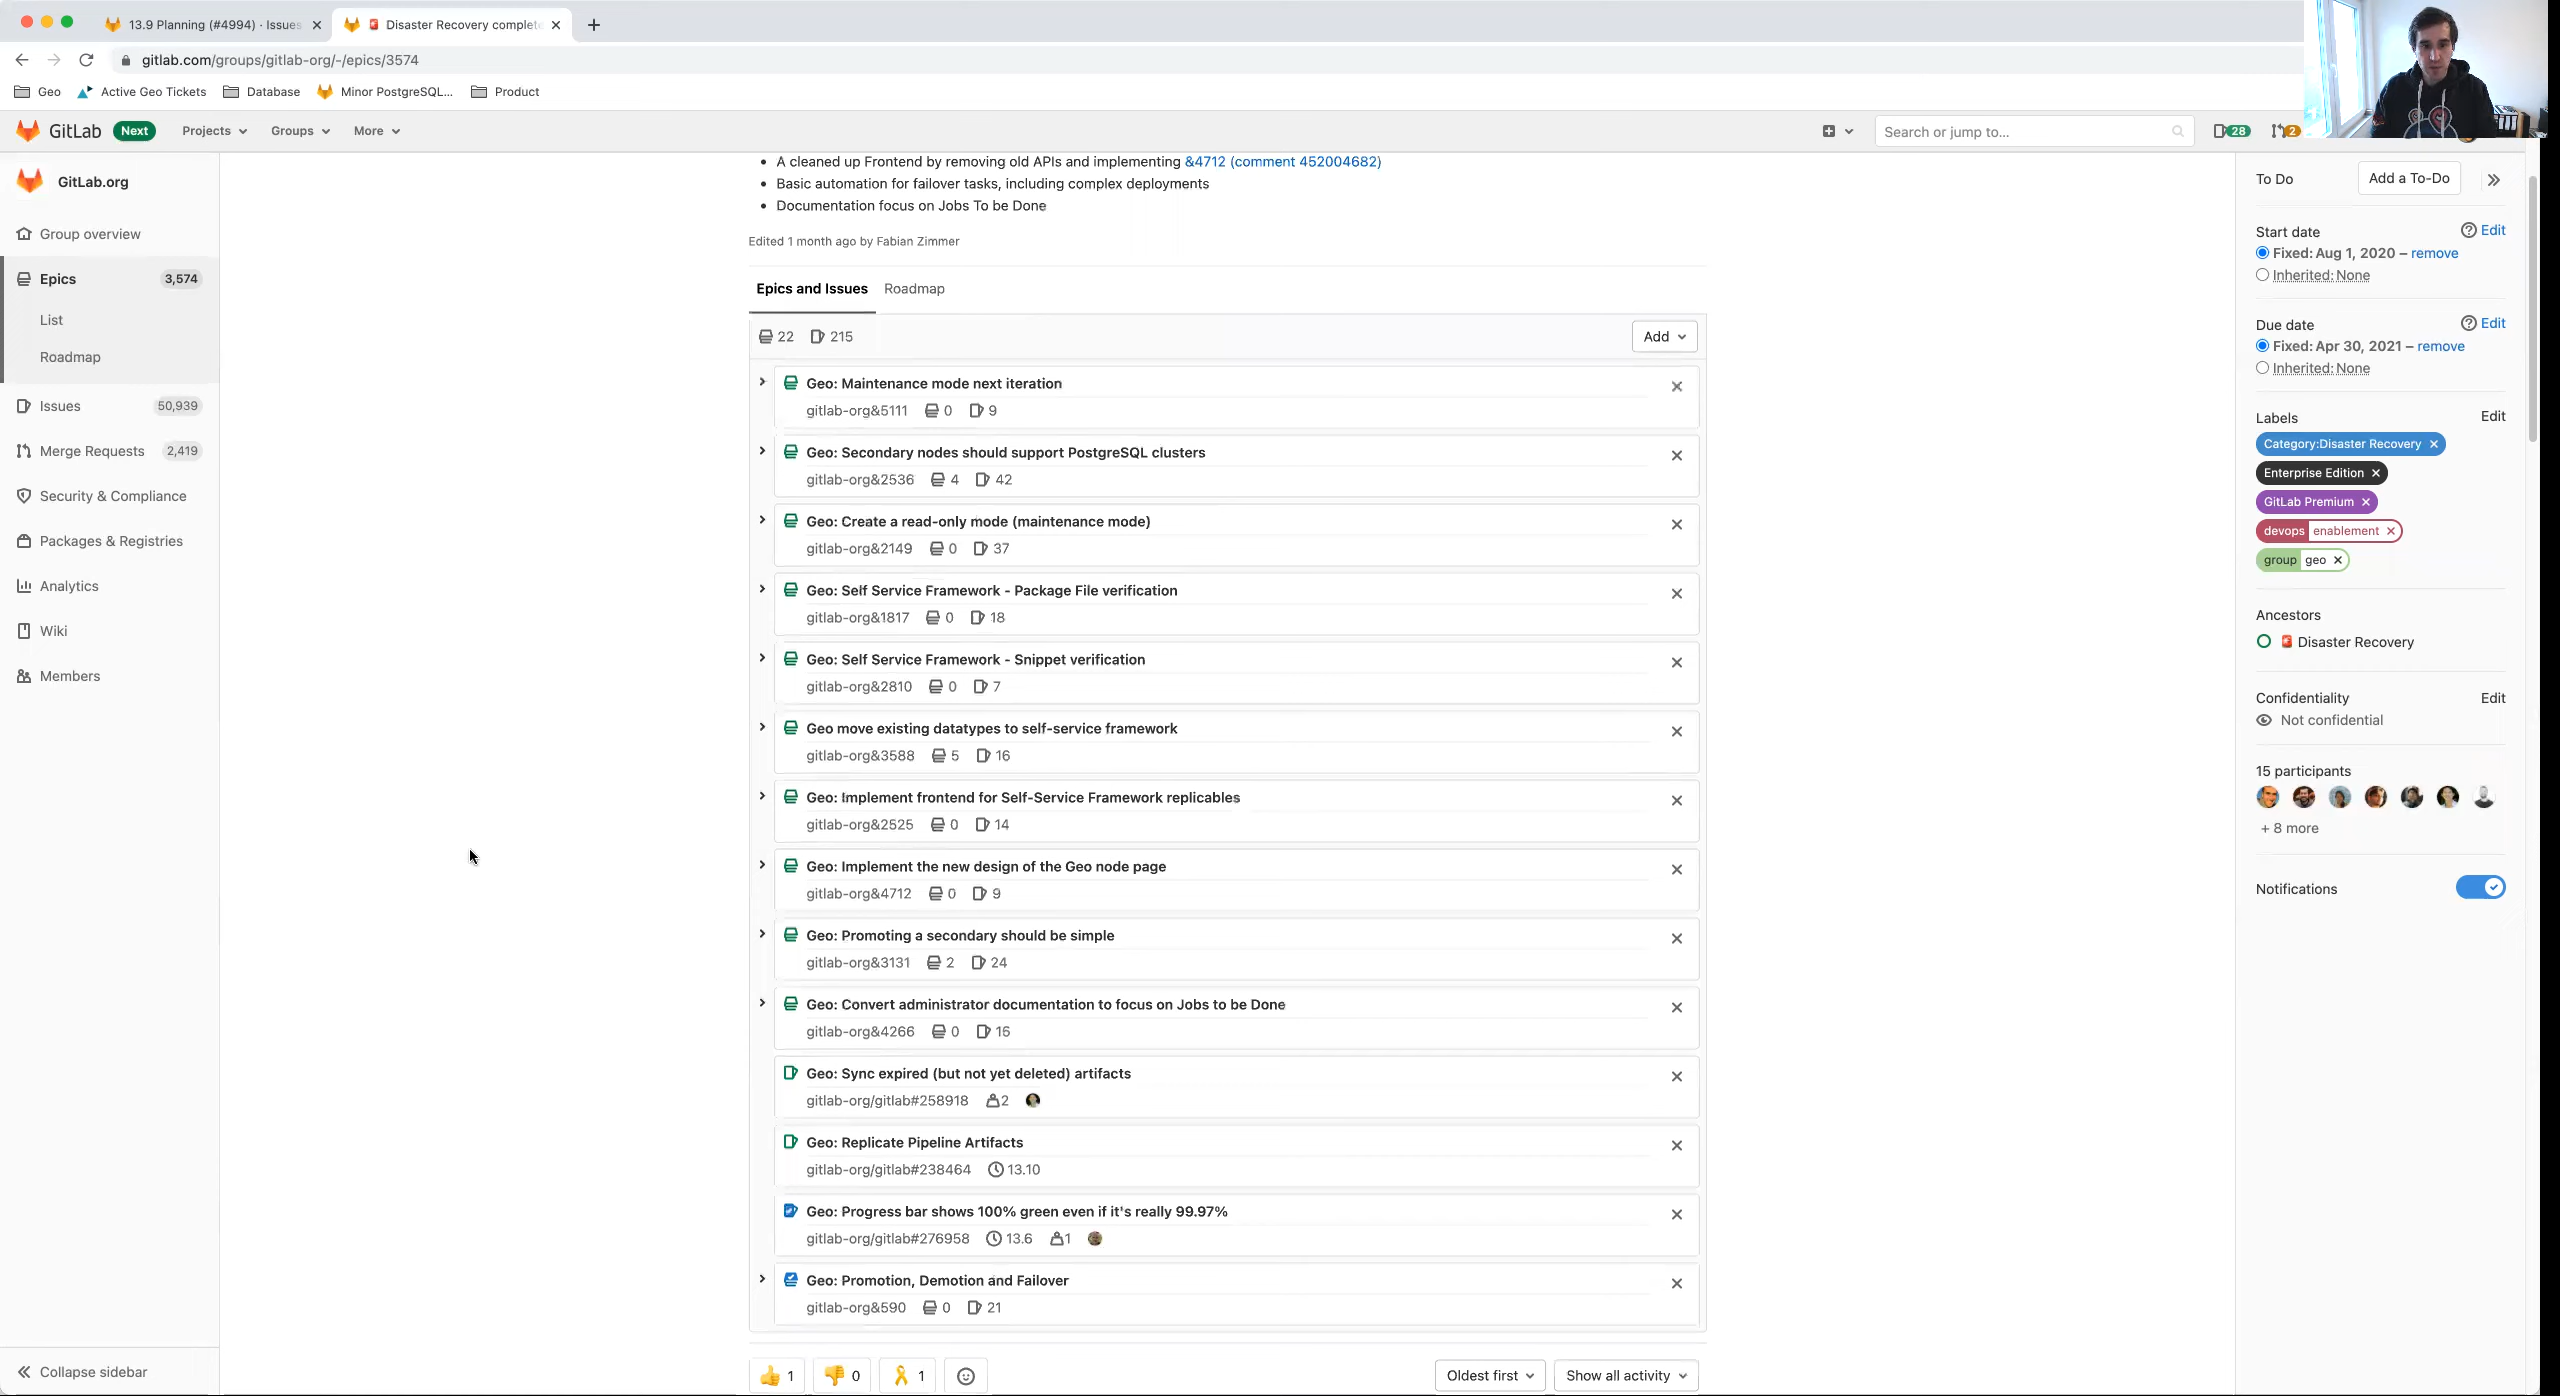 13.9 Planning (#4994) · Issues
Disaster Recovery complet
gitlab.com/groups/gitlab-org/-/epics/3574
Geo
Active Geo Tickets
Database
Minor PostgreSQL...
Product
GitLab
Next
Projects
Groups
More
Search or jump to...
28
2
GitLab.org
Group overview
Epics
3,574
List
Roadmap
Issues
50,939
Merge Requests
2,419
Security & Compliance
Packages & Registries
Analytics
Wiki
Members
Collapse sidebar
• A cleaned up Frontend by removing old APIs and implementing &4712 (comment 452004682)
• Basic automation for failover tasks, including complex deployments
• Documentation focus on Jobs To be Done
Edited 1 month ago by Fabian Zimmer
Epics and Issues
Roadmap
22
215
Add
Geo: Maintenance mode next iteration
gitlab-org&5111 0 9
Geo: Secondary nodes should support PostgreSQL clusters
gitlab-org&2536 4 42
Geo: Create a read-only mode (maintenance mode)
gitlab-org&2149 0 37
Geo: Self Service Framework - Package File verification
gitlab-org&1817 0 18
Geo: Self Service Framework - Snippet verification
gitlab-org&2810 0 7
Geo move existing datatypes to self-service framework
gitlab-org&3588 5 16
Geo: Implement frontend for Self-Service Framework replicables
gitlab-org&2525 0 14
Geo: Implement the new design of the Geo node page
gitlab-org&4712 0 9
Geo: Promoting a secondary should be simple
gitlab-org&3131 2 24
Geo: Convert administrator documentation to focus on Jobs to be Done
gitlab-org&4266 0 16
Geo: Sync expired (but not yet deleted) artifacts
gitlab-org/gitlab#258918 2
Geo: Replicate Pipeline Artifacts
gitlab-org/gitlab#238464 13.10
Geo: Progress bar shows 100% green even if it's really 99.97%
gitlab-org/gitlab#276958 13.6 1
Geo: Promotion, Demotion and Failover
gitlab-org&590 0 21
1
0
1
Oldest first
Show all activity
To Do
Add a To-Do
Start date
Edit
Fixed: Aug 1, 2020 – remove
Inherited: None
Due date
Edit
Fixed: Apr 30, 2021 – remove
Inherited: None
Labels
Edit
Category:Disaster Recovery
Enterprise Edition
GitLab Premium
devops enablement
group geo
Ancestors
Disaster Recovery
Confidentiality
Edit
Not confidential
15 participants
+ 8 more
Notifications